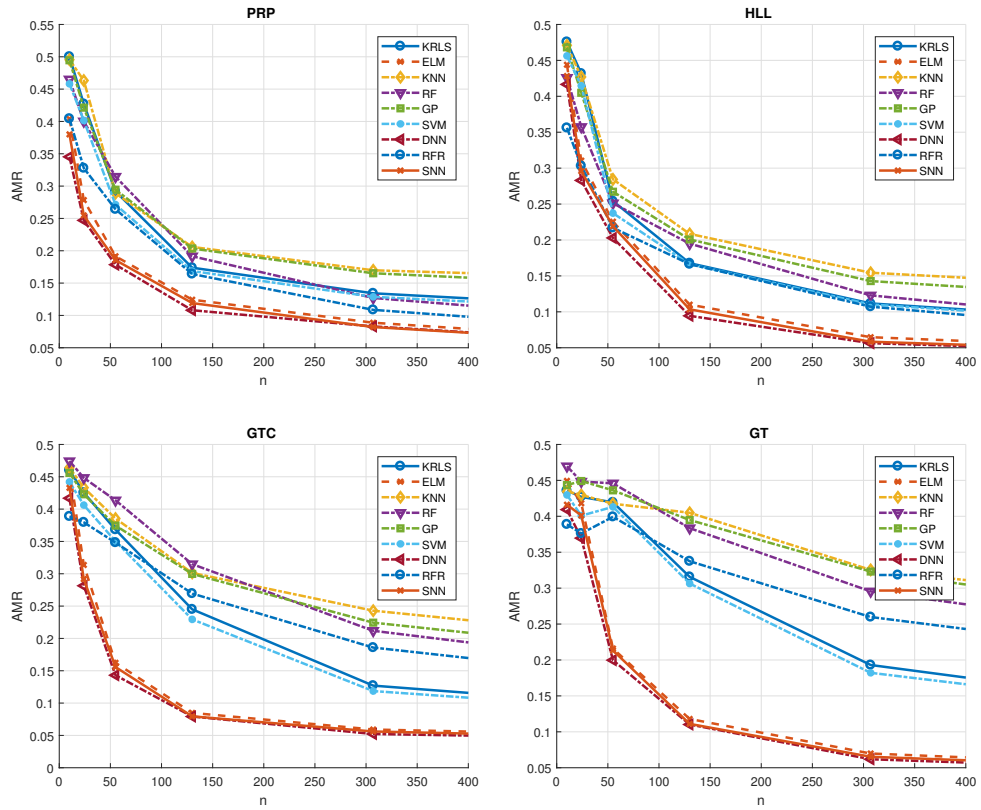 PRP
AMR
0.55
0.5
0.45
0.4
0.35
0.3
0.25
0.2
0.15
0.1
0.05
0 50 100 150 200 250 300 350 400
n
KRLS
ELM
KNN
RF
GP
SVM
DNN
RFR
SNN
HLL
AMR
0.5
0.45
0.4
0.35
0.3
0.25
0.2
0.15
0.1
0.05
0 50 100 150 200 250 300 350 400
n
KRLS
ELM
KNN
RF
GP
SVM
DNN
RFR
SNN
GTC
AMR
0.5
0.45
0.4
0.35
0.3
0.25
0.2
0.15
0.1
0.05
0
0 50 100 150 200 250 300 350 400
n
KRLS
ELM
KNN
RF
GP
SVM
DNN
RFR
SNN
GT
AMR
0.5
0.45
0.4
0.35
0.3
0.25
0.2
0.15
0.1
0.05
0 50 100 150 200 250 300 350 400
n
KRLS
ELM
KNN
RF
GP
SVM
DNN
RFR
SNN